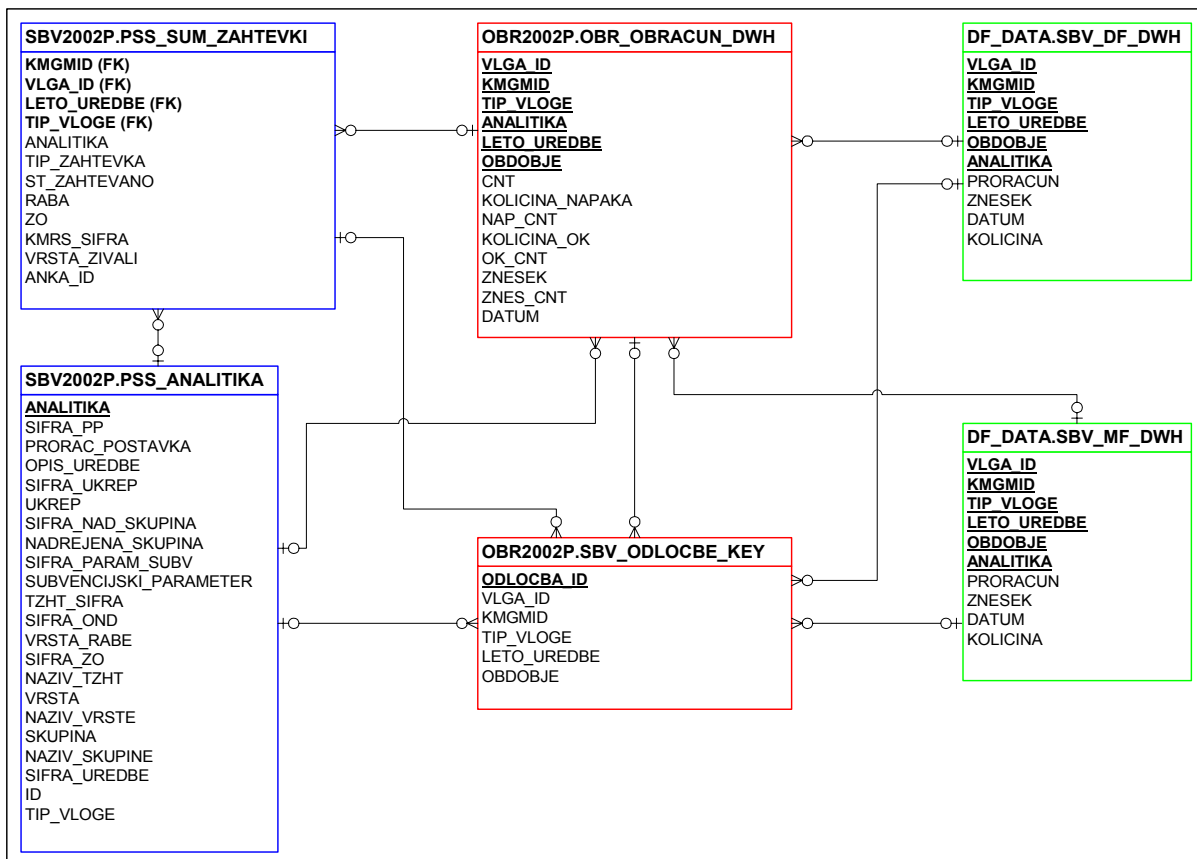 SBV2002P.PSS_SUM_ZAHTEVKI
KMGMID (FK)
VLGA_ID (FK)
LETO_UREDBE (FK)
TIP_VLOGE (FK)
ANALITIKA
TIP_ZAHTEVKA
ST_ZAHTEVANO
RABA
ZO
KMRS_SIFRA
VRSTA_ZIVALI
ANKA_ID
OBR2002P.OBR_OBRACUN_DWH
VLGA_ID
KMGMID
TIP_VLOGE
ANALITIKA
LETO_UREDBE
OBDOBJE
CNT
KOLICINA_NAPAKA
NAP_CNT
KOLICINA_OK
OK_CNT
ZNESEK
ZNES_CNT
DATUM
DF_DATA.SBV_DF_DWH
VLGA_ID
KMGMID
TIP_VLOGE
LETO_UREDBE
OBDOBJE
ANALITIKA
PRORACUN
ZNESEK
DATUM
KOLICINA
SBV2002P.PSS_ANALITIKA
ANALITIKA
SIFRA_PP
PRORAC_POSTAVKA
OPIS_UREDBE
SIFRA_UKREP
UKREP
SIFRA_NAD_SKUPINA
NADREJENA_SKUPINA
SIFRA_PARAM_SUBV
SUBVENCIJSKI_PARAMETER
TZHT_SIFRA
SIFRA_OND
VRSTA_RABE
SIFRA_ZO
NAZIV_TZHT
VRSTA
NAZIV_VRSTE
SKUPINA
NAZIV_SKUPINE
SIFRA_UREDBE
ID
TIP_VLOGE
OBR2002P.SBV_ODLOCBE_KEY
ODLOCBA_ID
VLGA_ID
KMGMID
TIP_VLOGE
LETO_UREDBE
OBDOBJE
DF_DATA.SBV_MF_DWH
VLGA_ID
KMGMID
TIP_VLOGE
LETO_UREDBE
OBDOBJE
ANALITIKA
PRORACUN
ZNESEK
DATUM
KOLICINA